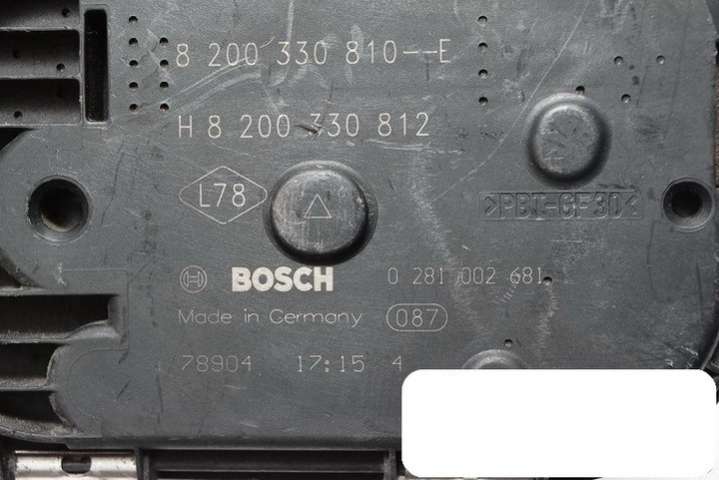 8 200 330 810--E
H 8 200 330 812
L78
>PBT-GF30<
BOSCH 0 281 002 681
Made in Germany 087
78904 17:15 4